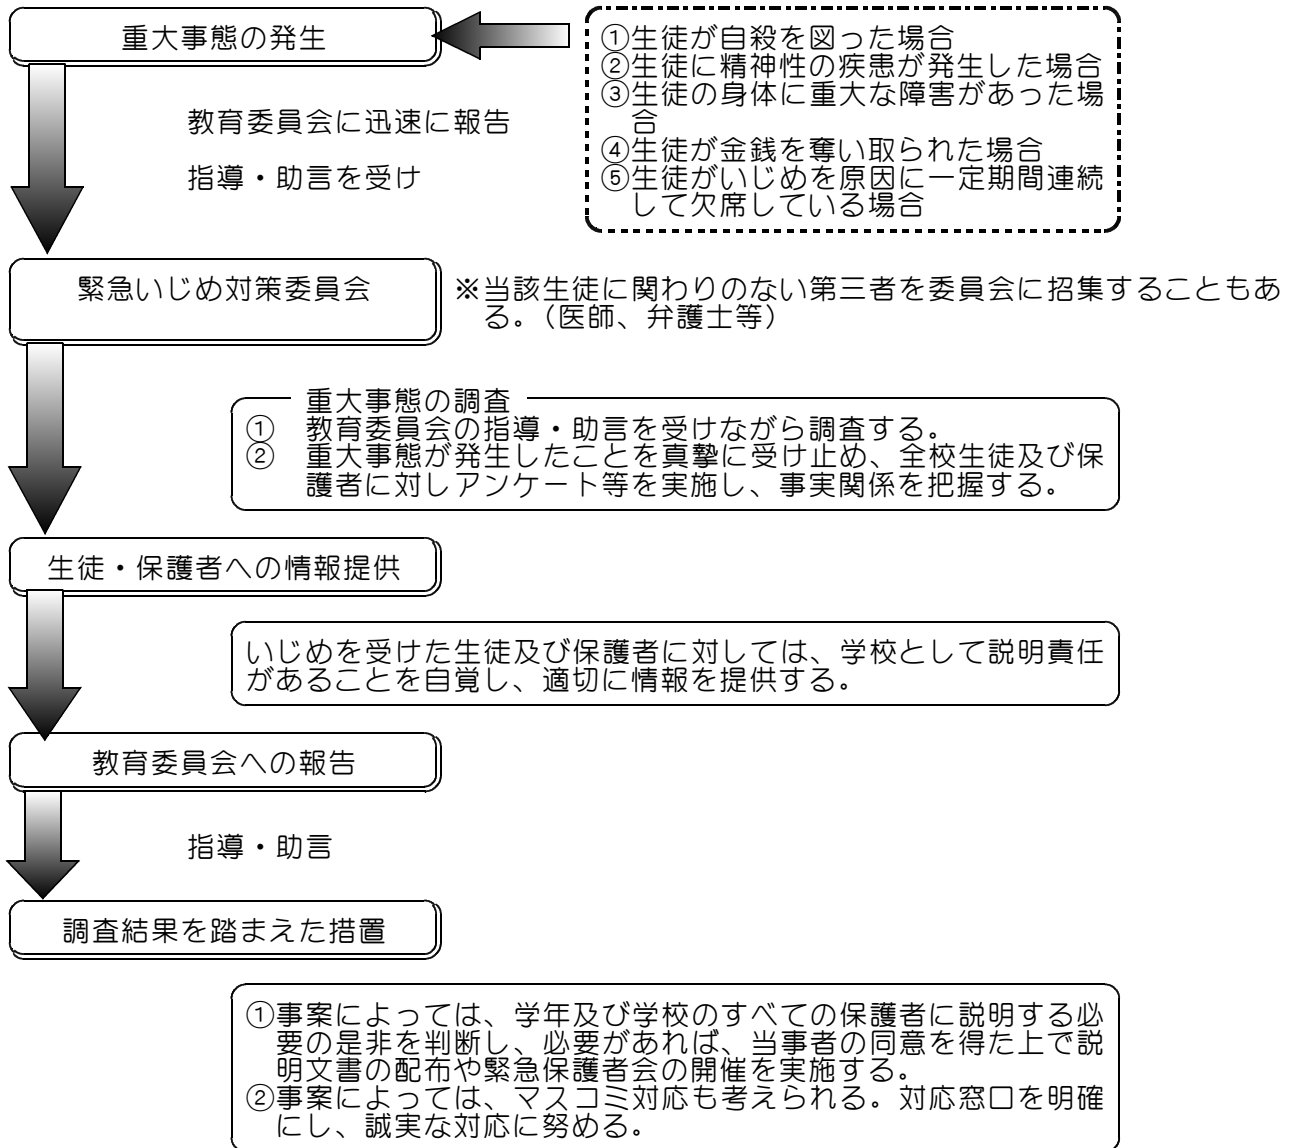 重大事態の発生
①生徒が自殺を図った場合
②生徒に精神性の疾患が発生した場合
③生徒の身体に重大な障害があった場
合
④生徒が金銭を奪い取られた場合
⑤生徒がいじめを原因に一定期間連続
して欠席している場合
教育委員会に迅速に報告
指導・助言を受け
緊急いじめ対策委員会
※当該生徒に関わりのない第三者を委員会に招集することもあ
る。（医師、弁護士等）
重大事態の調査
① 教育委員会の指導・助言を受けながら調査する。
② 重大事態が発生したことを真摯に受け止め、全校生徒及び保
護者に対しアンケート等を実施し、事実関係を把握する。
生徒・保護者への情報提供
いじめを受けた生徒及び保護者に対しては、学校として説明責任
があることを自覚し、適切に情報を提供する。
教育委員会への報告
指導・助言
調査結果を踏まえた措置
①事案によっては、学年及び学校のすべての保護者に説明する必
要の是非を判断し、必要があれば、当事者の同意を得た上で説
明文書の配布や緊急保護者会の開催を実施する。
②事案によっては、マスコミ対応も考えられる。対応窓口を明確
にし、誠実な対応に努める。